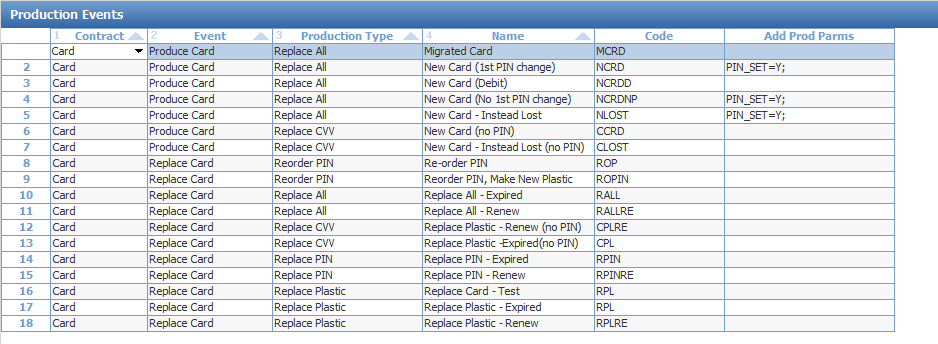 Production Events
1 Contract 2 Event 3 Production Type 4 Name Code Add Prod Parms
Card Produce Card Replace All Migrated Card MCRD
2 Card Produce Card Replace All New Card (1st PIN change) NCRD PIN_SET=Y;
3 Card Produce Card Replace All New Card (Debit) NCRDD
4 Card Produce Card Replace All New Card (No 1st PIN change) NCRDNP PIN_SET=Y;
5 Card Produce Card Replace All New Card - Instead Lost NLOST PIN_SET=Y;
6 Card Produce Card Replace CVV New Card (no PIN) CCRD
7 Card Produce Card Replace CVV New Card - Instead Lost (no PIN) CLOST
8 Card Replace Card Reorder PIN Re-order PIN ROP
9 Card Replace Card Reorder PIN Reorder PIN, Make New Plastic ROPIN
10 Card Replace Card Replace All Replace All - Expired RALL
11 Card Replace Card Replace All Replace All - Renew RALLRE
12 Card Replace Card Replace CVV Replace Plastic - Renew (no PIN) CPLRE
13 Card Replace Card Replace CVV Replace Plastic -Expired(no PIN) CPL
14 Card Replace Card Replace PIN Replace PIN - Expired RPIN
15 Card Replace Card Replace PIN Replace PIN - Renew RPINRE
16 Card Replace Card Replace Plastic Replace Card - Test RPL
17 Card Replace Card Replace Plastic Replace Plastic - Expired RPL
18 Card Replace Card Replace Plastic Replace Plastic - Renew RPLRE